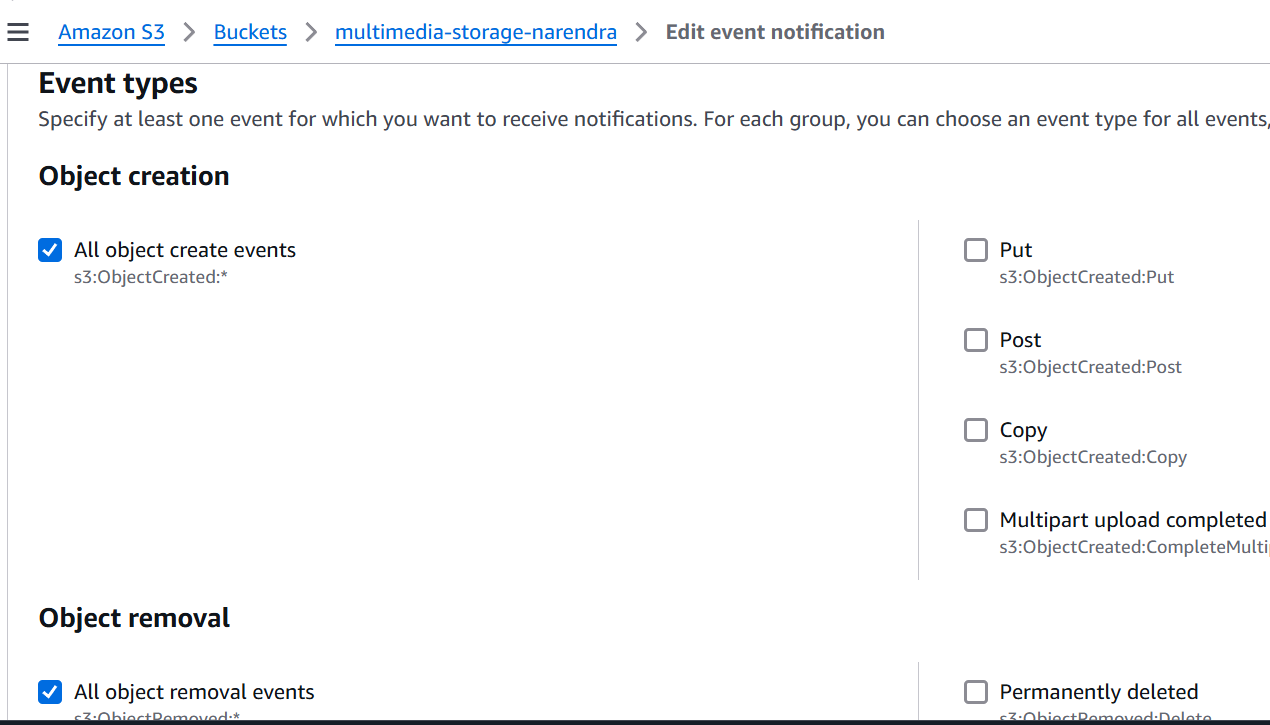 Amazon S3 > Buckets > multimedia-storage-narendra > Edit event notification
Event types
Specify at least one event for which you want to receive notifications. For each group, you can choose an event type for all events,
Object creation
All object create events
s3:ObjectCreated:*
Put
s3:ObjectCreated:Put
Post
s3:ObjectCreated:Post
Copy
s3:ObjectCreated:Copy
Multipart upload completed
s3:ObjectCreated:CompleteMultip
Object removal
All object removal events
s3:ObjectRemoved:*
Permanently deleted
s3:ObjectRemoved:Delete